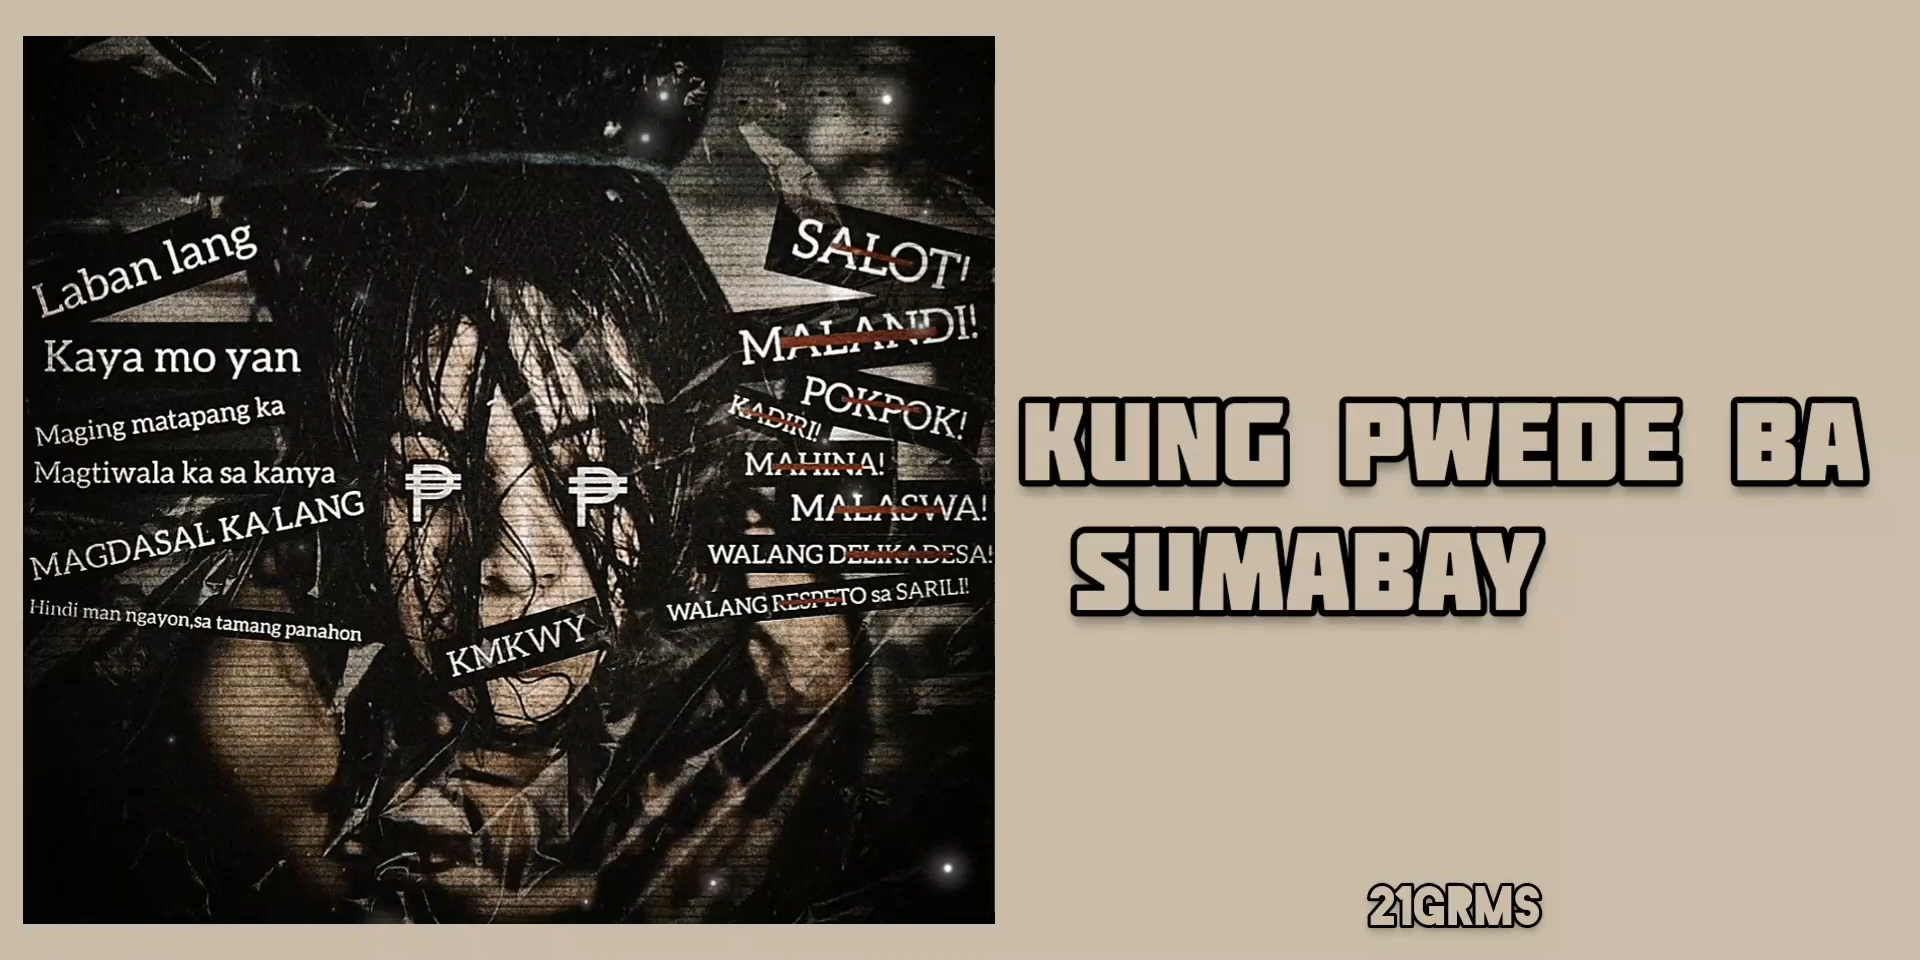 Laban lang
Kaya mo yan
Maging matapang ka
Magtiwala ka sa kanya
MAGDASAL KA LANG
Hindi man ngayon,sa tamang panahon
₱ ₱
KMKWY
SALOT!
MALANDI!
POKPOK!
KADIRI!
MAHINA!
MALASWA!
WALANG DELIKADESA!
WALANG RESPETO sa SARILI!
KUNG PWEDE BA
SUMABAY
21GRMS